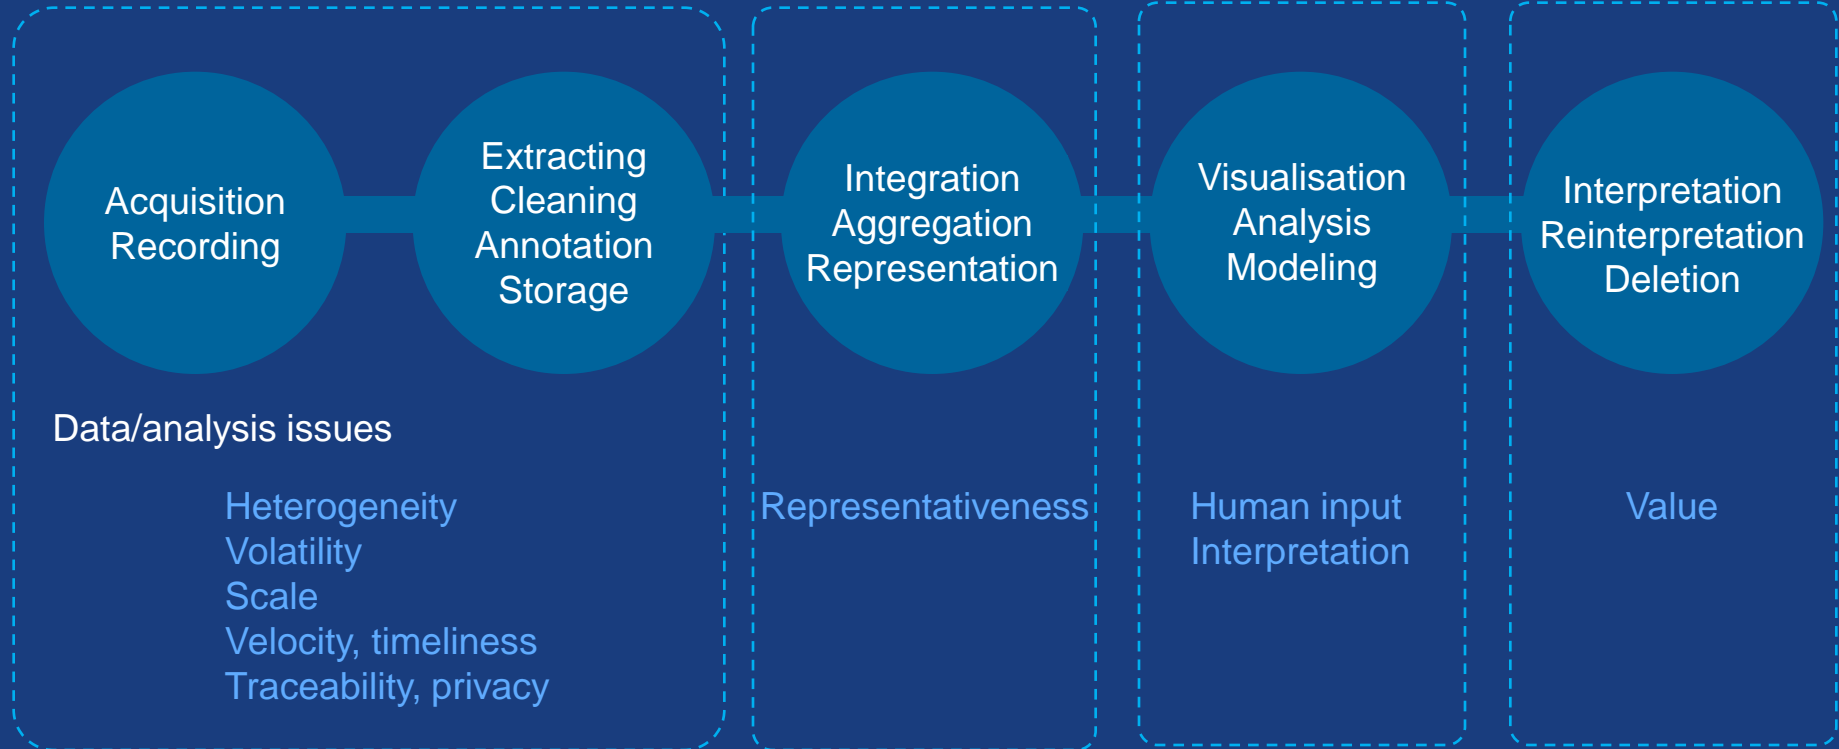 Acquisition
Recording
Extracting
Cleaning
Annotation
Storage
Integration
Aggregation
Representation
Visualisation
Analysis
Modeling
Interpretation
Reinterpretation
Deletion
Data/analysis issues
Heterogeneity
Volatility
Scale
Velocity, timeliness
Traceability, privacy
Representativeness
Human input
Interpretation
Value